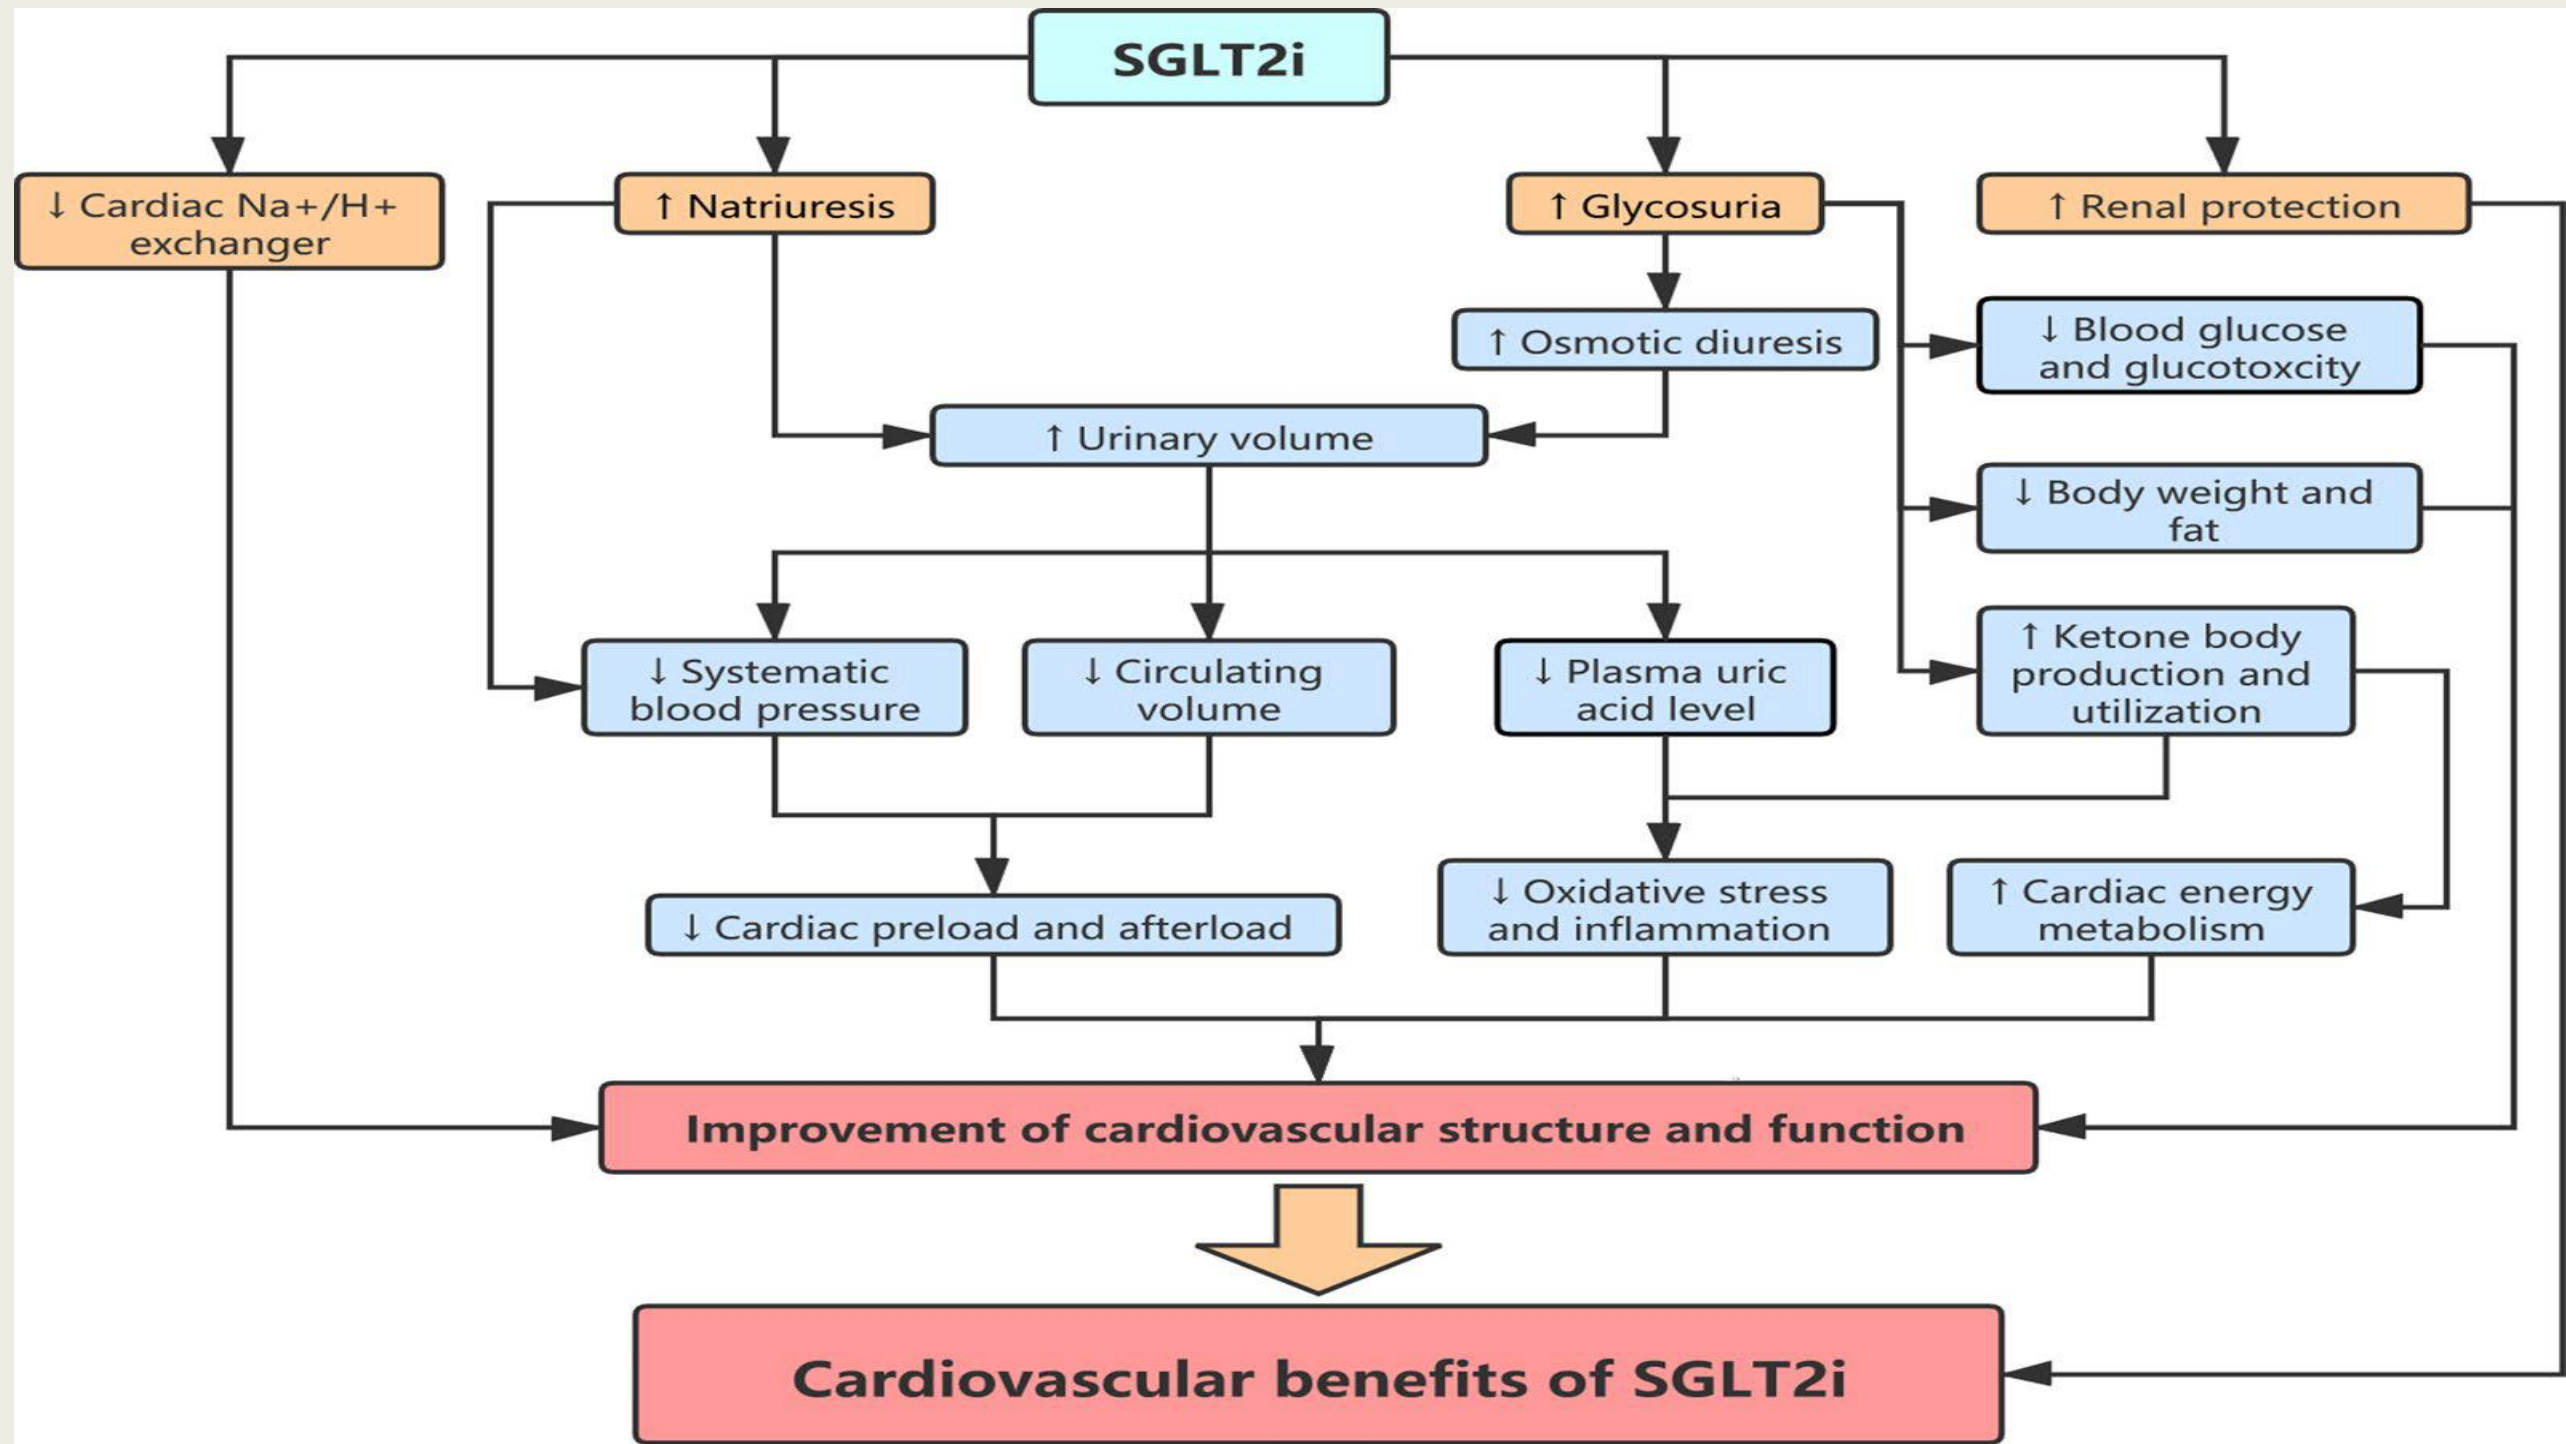 SGLT2i
↓ Cardiac Na+/H+
exchanger
↑ Natriuresis
↑ Glycosuria
↑ Renal protection
↑ Osmotic diuresis
↓ Blood glucose
and glucotoxcity
↑ Urinary volume
↓ Body weight and
fat
↓ Systematic
blood pressure
↓ Circulating
volume
↓ Plasma uric
acid level
↑ Ketone body
production and
utilization
↓ Cardiac preload and afterload
↓ Oxidative stress
and inflammation
↑ Cardiac energy
metabolism
Improvement of cardiovascular structure and function
Cardiovascular benefits of SGLT2i